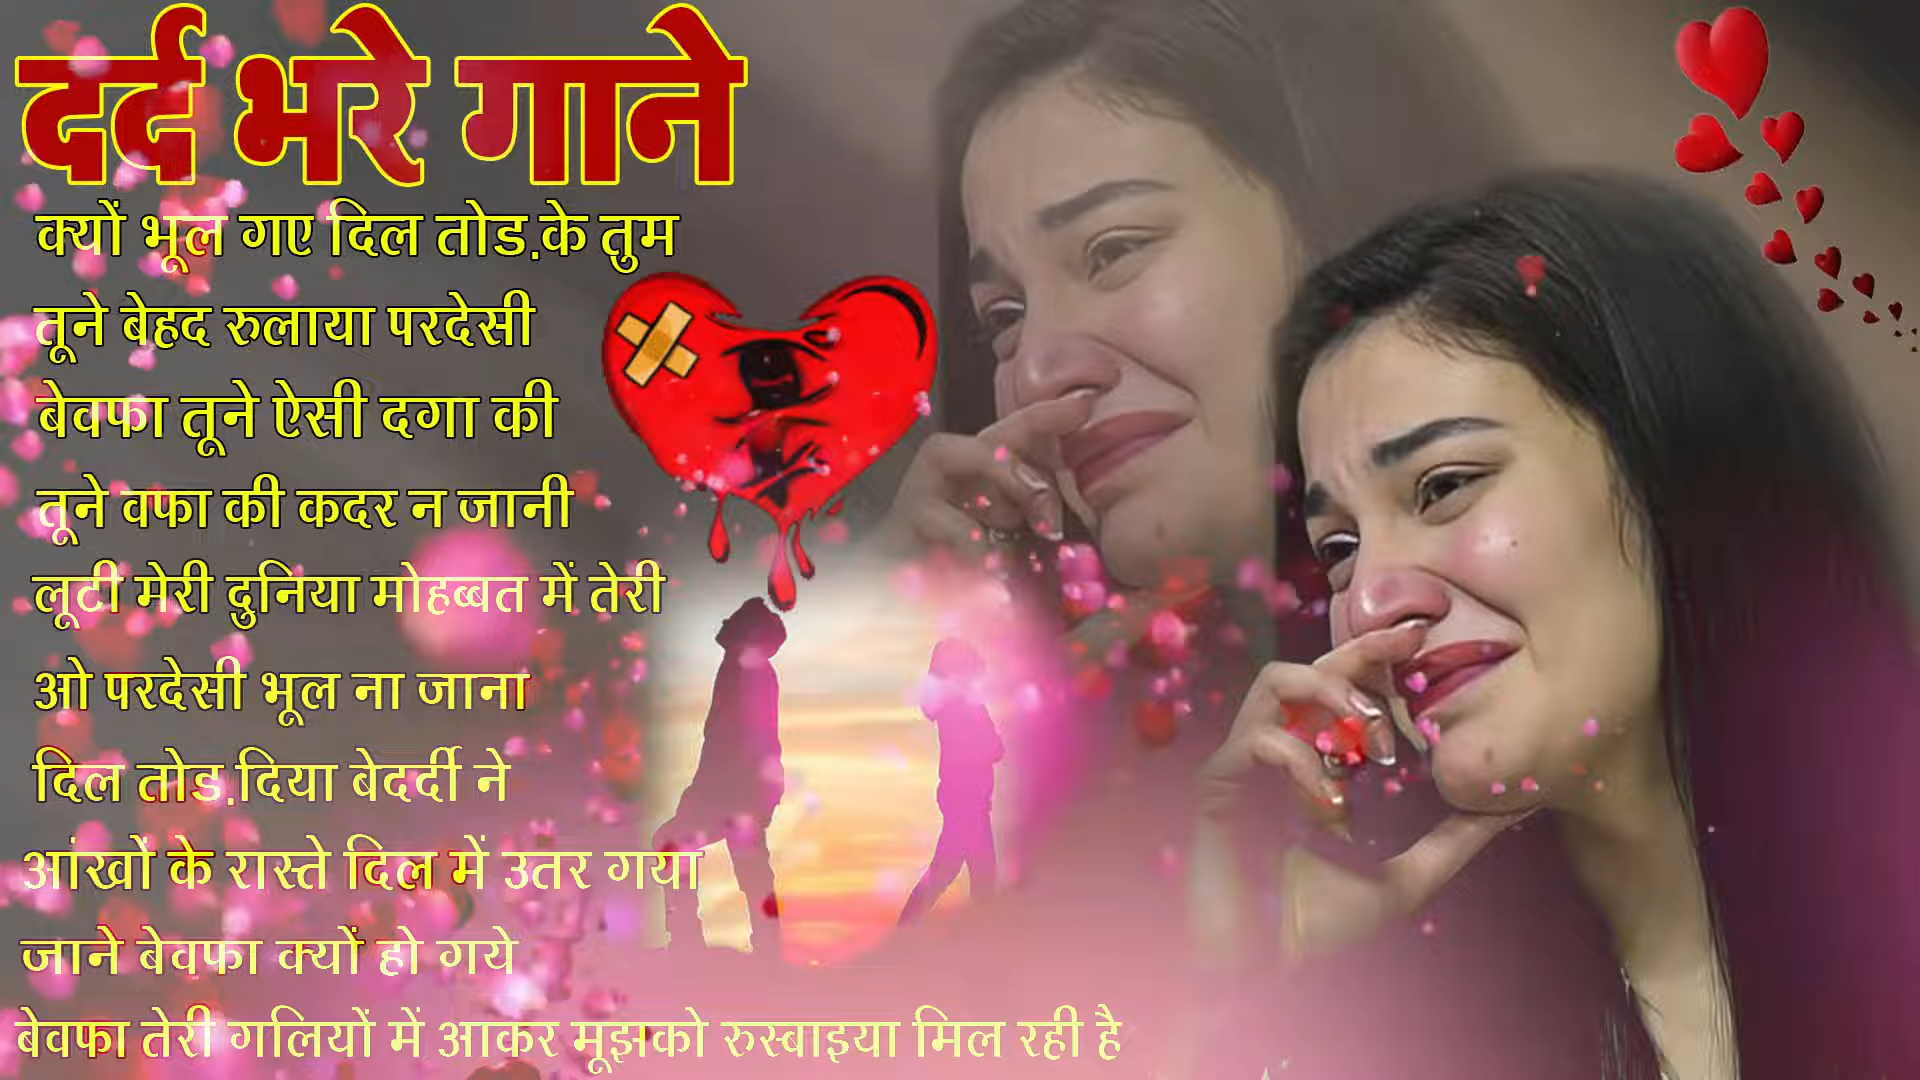 दर्द भरे गाने
क्यों भूल गए दिल तोड.के तुम
तूने बेहद रुलाया परदेसी
बेवफा तूने ऐसी दगा की
तूने वफा की कदर न जानी
लूटी मेरी दुनिया मोहब्बत में तेरी
ओ परदेसी भूल ना जाना
दिल तोड.दिया बेदर्दी ने
आंखों के रास्ते दिल में उतर गया
जाने बेवफा क्यों हो गये
बेवफा तेरी गलियों में आकर मूझको रुस्बाइया मिल रही है